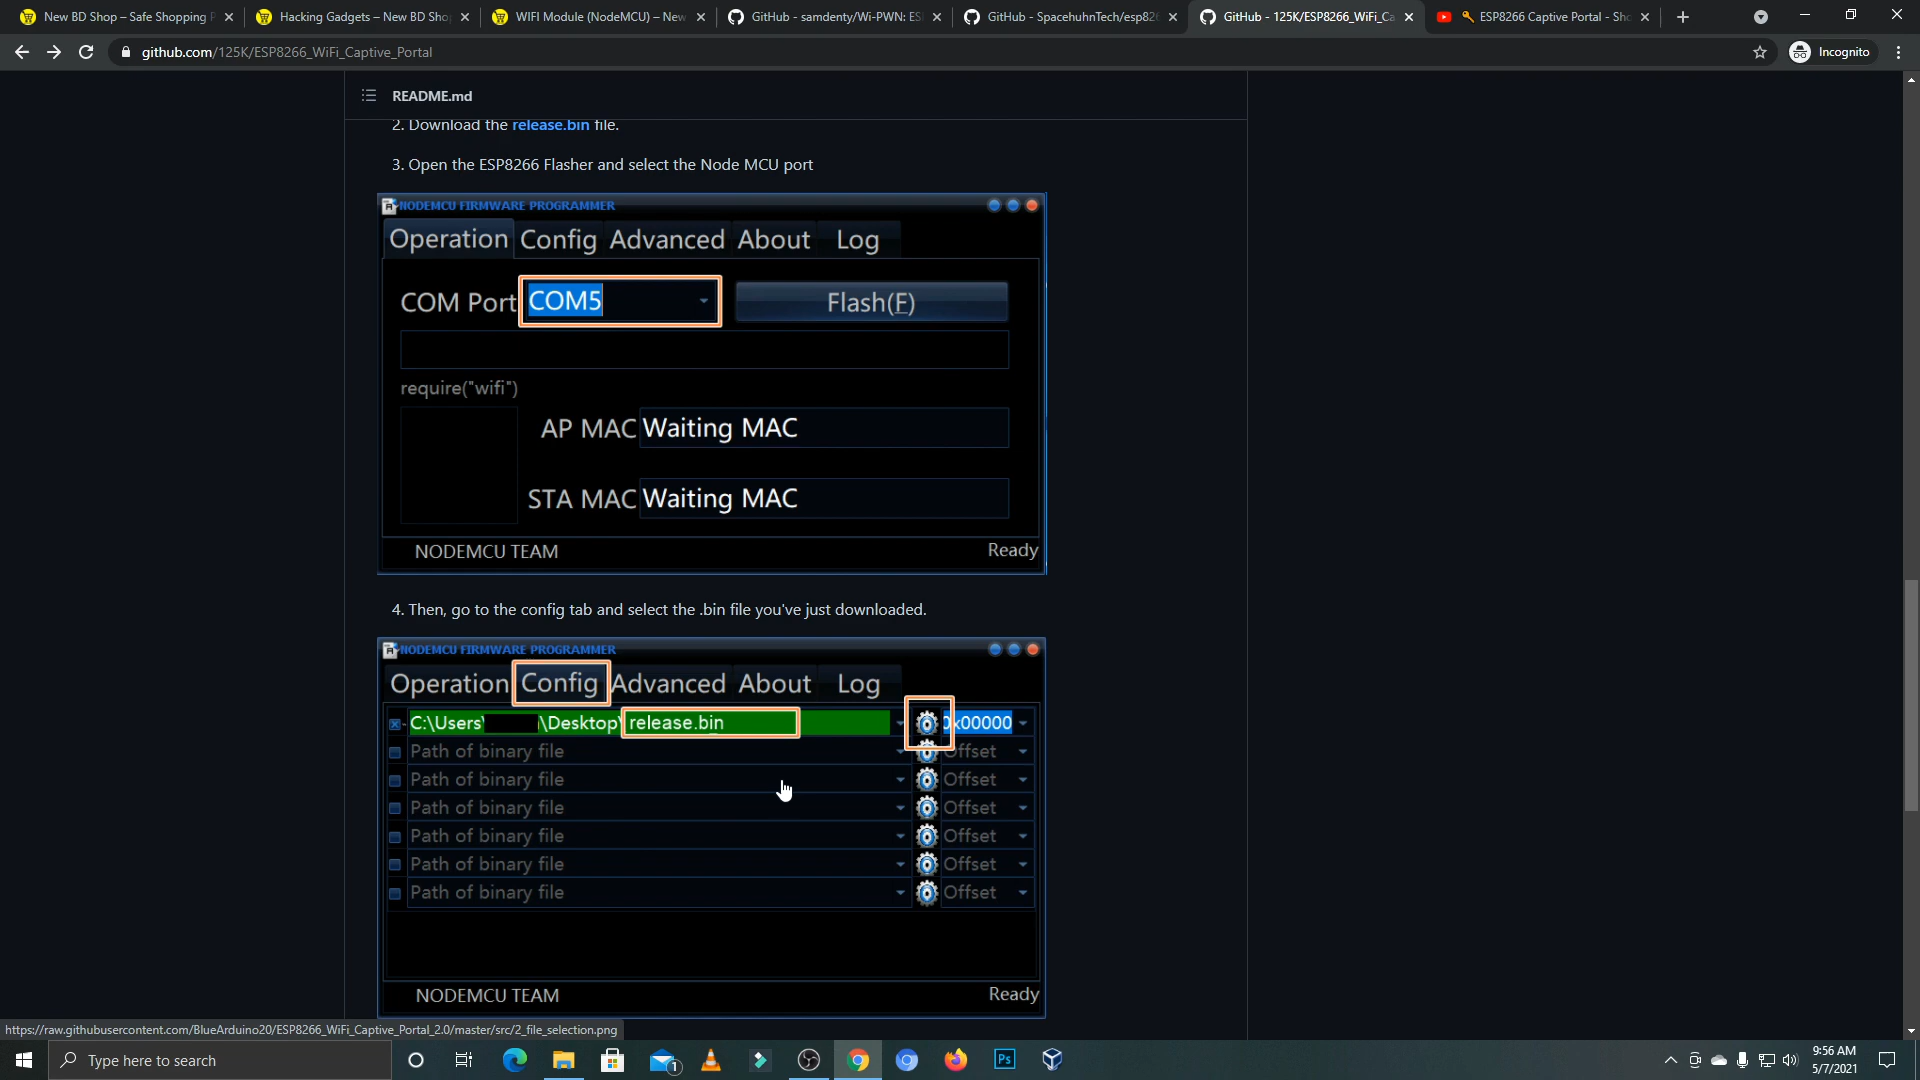 New BD Shop – Safe Shopping P
Hacking Gadgets – New BD Shop
WIFI Module (NodeMCU) – New
GitHub - samdenty/Wi-PWN: ES
GitHub - SpacehuhnTech/esp82
GitHub - 125K/ESP8266_WiFi_Ca
ESP8266 Captive Portal - Sho
github.com/125K/ESP8266_WiFi_Captive_Portal
Incognito
README.md
2. Download the release.bin file.
3. Open the ESP8266 Flasher and select the Node MCU port
NODEMCU FIRMWARE PROGRAMMER
Operation Config Advanced About Log
COM Port COM5 Flash(F)
require("wifi")
AP MAC Waiting MAC
STA MAC Waiting MAC
NODEMCU TEAM Ready
4. Then, go to the config tab and select the .bin file you've just downloaded.
NODEMCU FIRMWARE PROGRAMMER
Operation Config Advanced About Log
C:\Users\ \Desktop\release.bin 0x00000
Path of binary file Offset
Path of binary file Offset
Path of binary file Offset
Path of binary file Offset
Path of binary file Offset
Path of binary file Offset
NODEMCU TEAM Ready
https://raw.githubusercontent.com/BlueArduino20/ESP8266_WiFi_Captive_Portal_2.0/master/src/2_file_selection.png
Type here to search
1
Ps
9:56 AM
5/7/2021